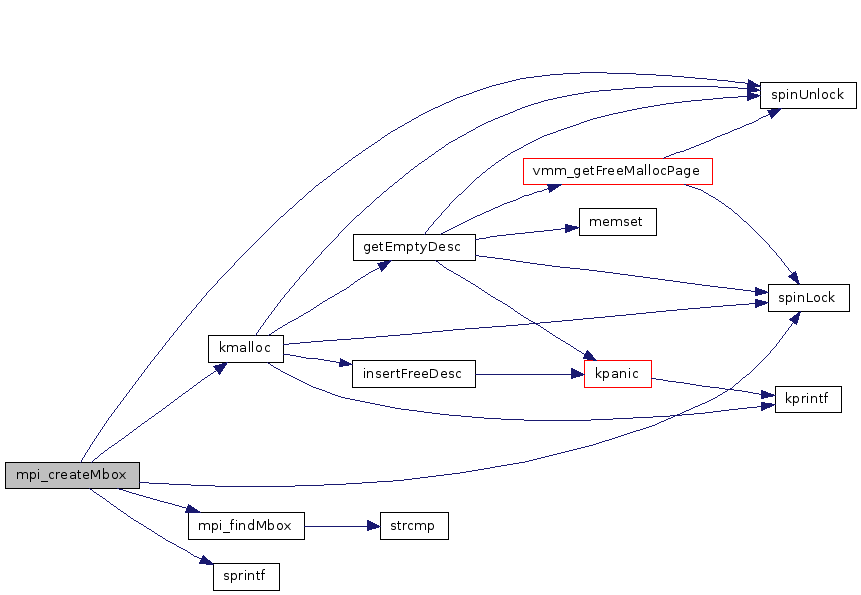 spinUnlock
vmm_getFreeMallocPage
memset
getEmptyDesc
spinLock
kmalloc
insertFreeDesc
kpanic
kprintf
mpi_createMbox
mpi_findMbox
strcmp
sprintf